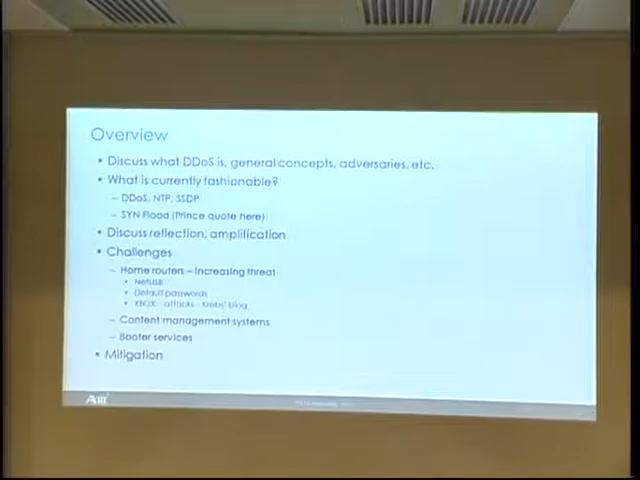 Overview
• Discuss what DDoS is, general concepts, adversaries, etc.
• What is currently fashionable?
– DDoS, NTP, SSDP
– SYN Flood (Prince quote here)
• Discuss reflection, amplification
• Challenges
– Home routers – increasing threat
• NetUSB
• Default passwords
• XBOX – attacks – Krebs' blog
– Content management systems
– Booter services
• Mitigation